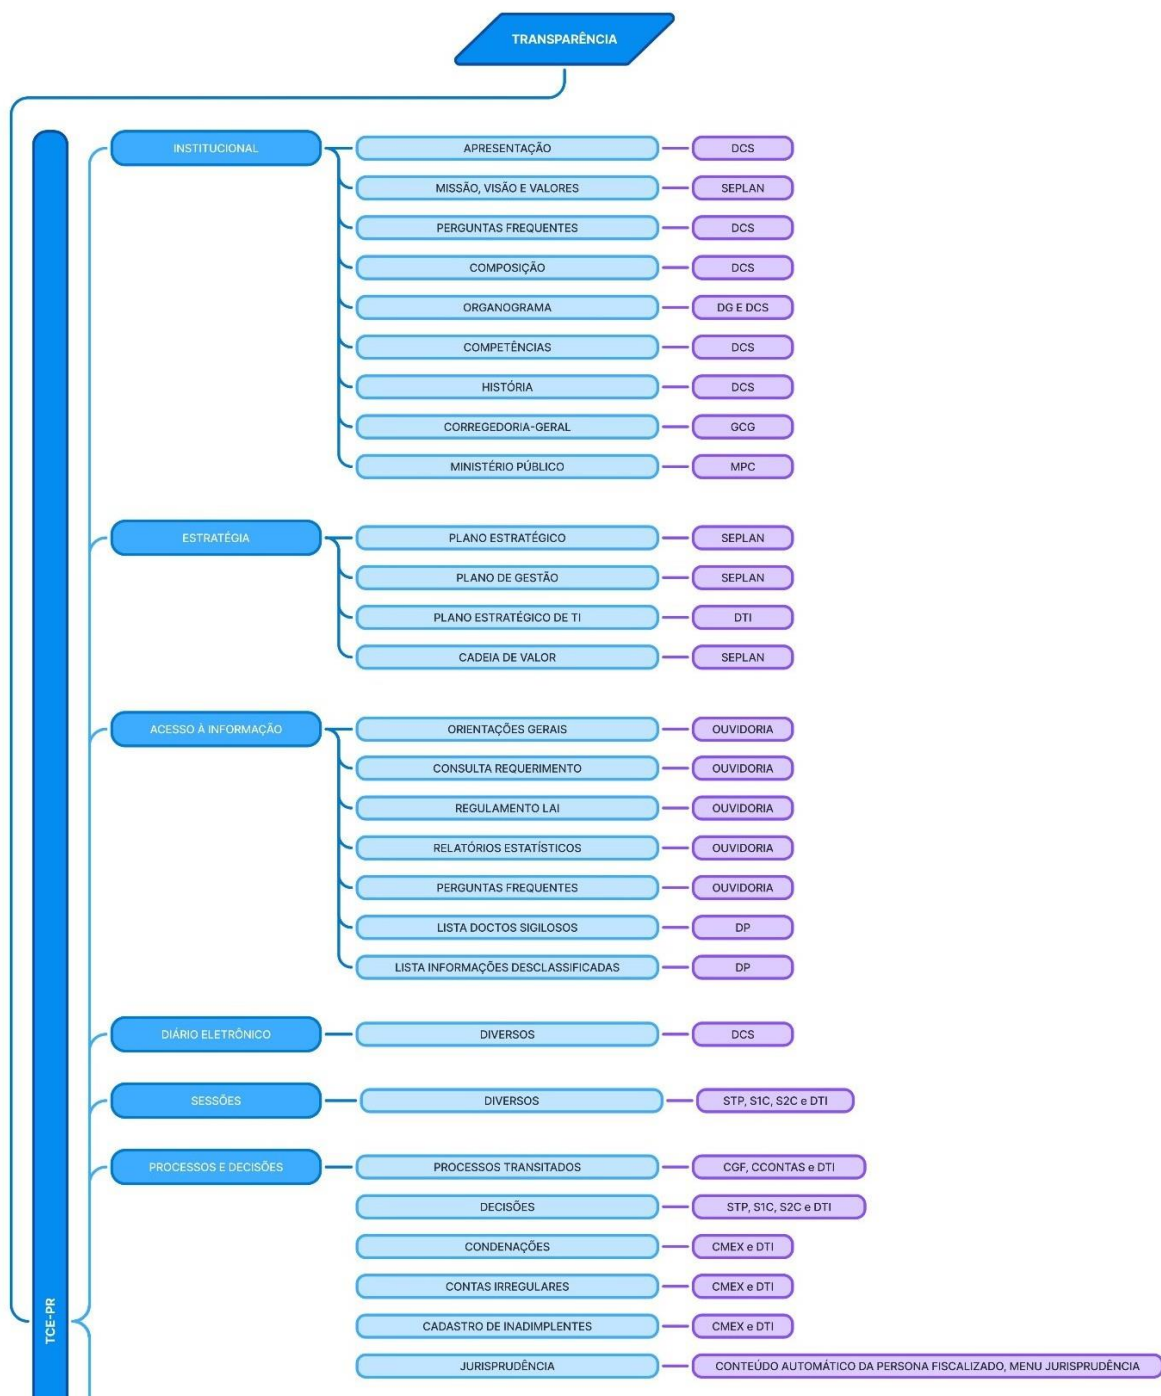 TRANSPARÊNCIA
TCE-PR
INSTITUCIONAL
APRESENTAÇÃO
DCS
MISSÃO, VISÃO E VALORES
SEPLAN
PERGUNTAS FREQUENTES
DCS
COMPOSIÇÃO
DCS
ORGANOGRAMA
DG E DCS
COMPETÊNCIAS
DCS
HISTÓRIA
DCS
CORREGEDORIA-GERAL
GCG
MINISTÉRIO PÚBLICO
MPC
ESTRATÉGIA
PLANO ESTRATÉGICO
SEPLAN
PLANO DE GESTÃO
SEPLAN
PLANO ESTRATÉGICO DE TI
DTI
CADEIA DE VALOR
SEPLAN
ACESSO À INFORMAÇÃO
ORIENTAÇÕES GERAIS
OUVIDORIA
CONSULTA REQUERIMENTO
OUVIDORIA
REGULAMENTO LAI
OUVIDORIA
RELATÓRIOS ESTATÍSTICOS
OUVIDORIA
PERGUNTAS FREQUENTES
OUVIDORIA
LISTA DOCTOS SIGILOSOS
DP
LISTA INFORMAÇÕES DESCLASSIFICADAS
DP
DIÁRIO ELETRÔNICO
DIVERSOS
DCS
SESSÕES
DIVERSOS
STP, S1C, S2C e DTI
PROCESSOS E DECISÕES
PROCESSOS TRANSITADOS
CGF, CCONTAS e DTI
DECISÕES
STP, S1C, S2C e DTI
CONDENAÇÕES
CMEX e DTI
CONTAS IRREGULARES
CMEX e DTI
CADASTRO DE INADIMPLENTES
CMEX e DTI
JURISPRUDÊNCIA
CONTEÚDO AUTOMÁTICO DA PERSONA FISCALIZADO, MENU JURISPRUDÊNCIA